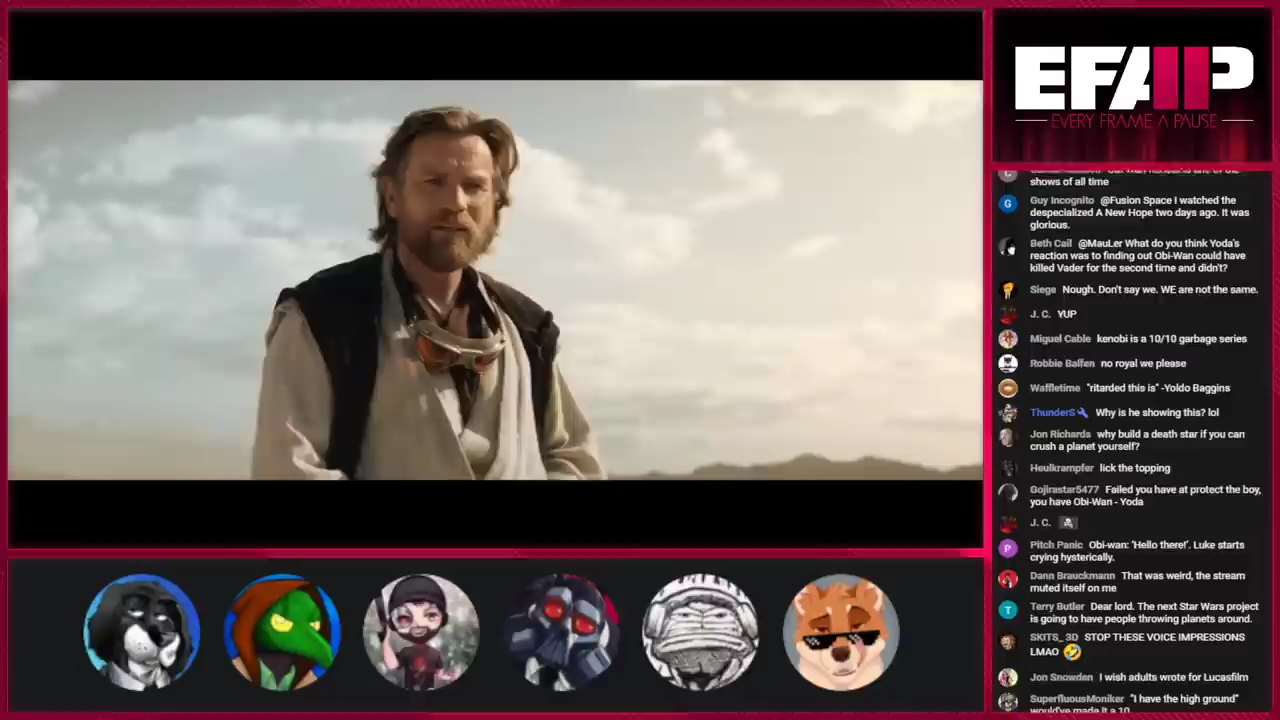 EFAP
EVERY FRAME A PAUSE
shows of all time
Guy Incognito @Fusion Space I watched the
despecialized A New Hope two days ago. It was
glorious.
Beth Cail @MauLer What do you think Yoda's
reaction was to finding out Obi-Wan could have
killed Vader for the second time and didn't?
Siege Nough. Don't say we. WE are not the same.
J. C. YUP
Miguel Cable kenobi is a 10/10 garbage series
Robbie Balfen no royal we please
Waffletime "ritarded this is" -Yoldo Baggins
ThunderS Why is he showing this? lol
Jon Richards why build a death star if you can
crush a planet yourself?
Heulkrampfer lick the topping
Gojirastar5477 Failed you have at protect the boy,
you have Obi-Wan - Yoda
J. C.
P Pitch Panic Obi-wan: 'Hello there!'. Luke starts
crying hysterically.
Dann Brauckmann That was weird, the stream
muted itself on me
T Terry Butler Dear lord. The next Star Wars project
is going to have people throwing planets around.
SKITS_3D STOP THESE VOICE IMPRESSIONS
LMAO 🤣
Jon Snowden I wish adults wrote for Lucasfilm
SuperfluousMoniker "I have the high ground"
would've made it a 10